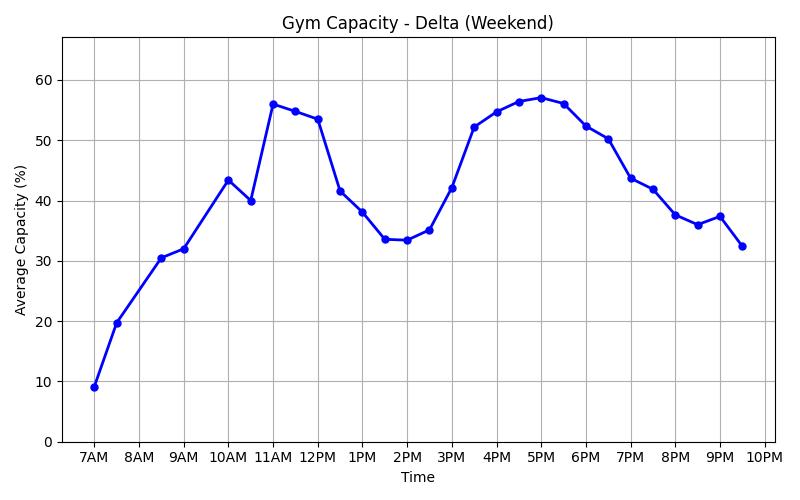 Gym Capacity - Delta (Weekend)
Average Capacity (%)
60
50
40
30
20
10
0
7AM 8AM 9AM 10AM 11AM 12PM 1PM 2PM 3PM 4PM 5PM 6PM 7PM 8PM 9PM 10PM
Time